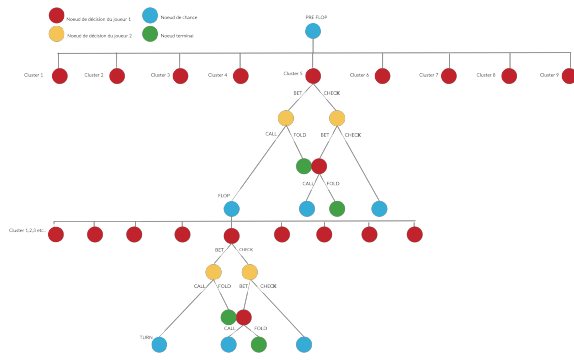 Noeud de décision du joueur 1
Noeud de chance
Noeud de décision du joueur 2
Noeud terminal
PRE FLOP
Cluster 1
Cluster 2
Cluster 3
Cluster 4
Cluster 5
Cluster 6
Cluster 7
Cluster 8
Cluster 9
BET
CHECK
CALL
FOLD
BET
CHECK
CALL
FOLD
FLOP
Cluster 1,2,3 etc...
BET
CHECK
CALL
FOLD
BET
CHECK
CALL
FOLD
TURN